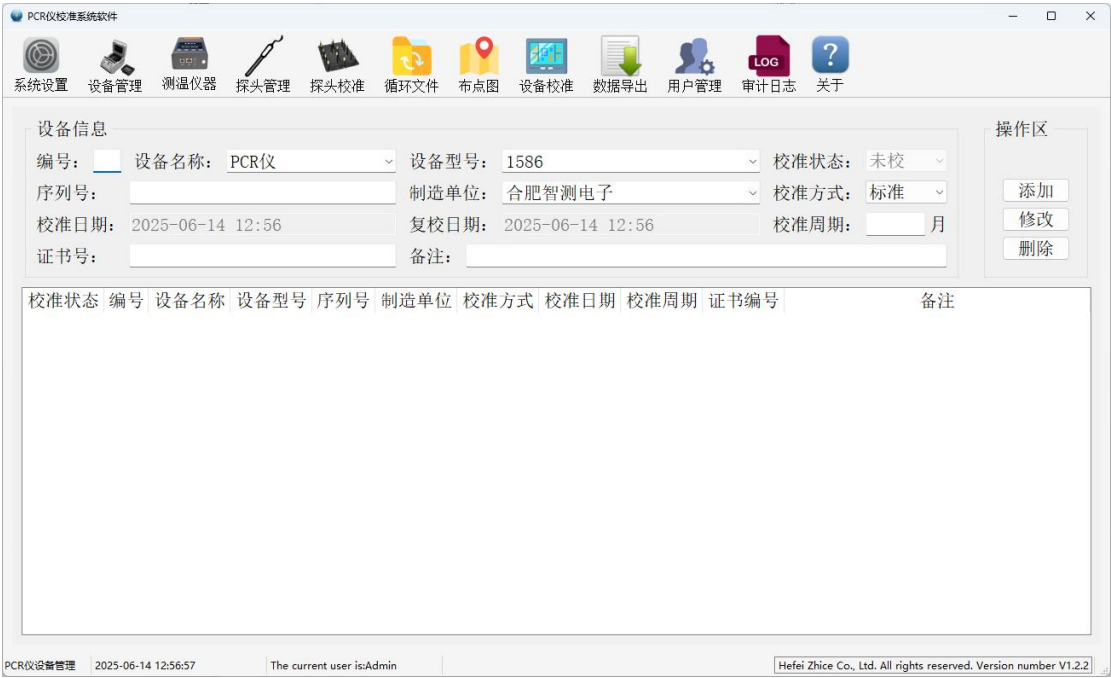 PCR仪校准系统软件
LOG ?
系统设置 设备管理 测温仪器 探头管理 探头校准 循环文件 布点图 设备校准 数据导出 用户管理 审计日志 关于
设备信息 操作区
编号: 设备名称: PCR仪 设备型号: 1586 校准状态: 未校
序列号: 制造单位: 合肥智测电子 校准方式: 标准 添加
校准日期: 2025-06-14 12:56 复校日期: 2025-06-14 12:56 校准周期: 月 修改
证书号: 备注: 删除
校准状态 编号 设备名称 设备型号 序列号 制造单位 校准方式 校准日期 校准周期 证书编号 备注
PCR仪设备管理 2025-06-14 12:56:57 The current user is:Admin Hefei Zhice Co., Ltd. All rights reserved. Version number V1.2.2